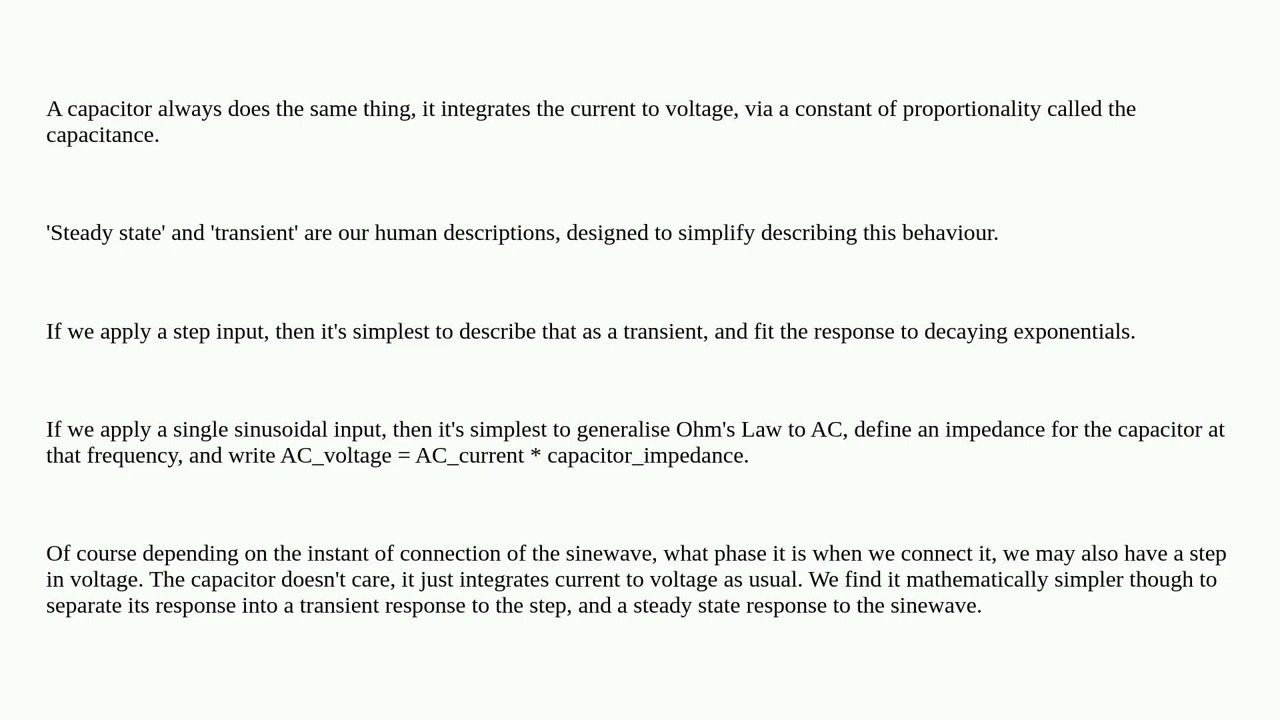 A capacitor always does the same thing, it integrates the current to voltage, via a constant of proportionality called the
capacitance.
'Steady state' and 'transient' are our human descriptions, designed to simplify describing this behaviour.
If we apply a step input, then it's simplest to describe that as a transient, and fit the response to decaying exponentials.
If we apply a single sinusoidal input, then it's simplest to generalise Ohm's Law to AC, define an impedance for the capacitor at
that frequency, and write AC_voltage = AC_current * capacitor_impedance.
Of course depending on the instant of connection of the sinewave, what phase it is when we connect it, we may also have a step
in voltage. The capacitor doesn't care, it just integrates current to voltage as usual. We find it mathematically simpler though to
separate its response into a transient response to the step, and a steady state response to the sinewave.